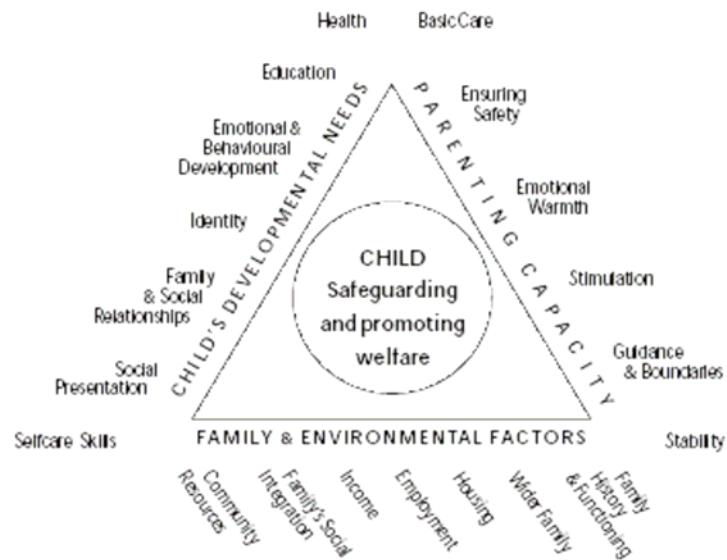 Health
Education
Emotional &
Behavioural
Development
Identity
Family
& Social
Relationships
Social
Presentation
Selfcare Skills
CHILD'S DEVELOPMENTAL NEEDS
Basic Care
Ensuring
Safety
Emotional
Warmth
Stimulation
Guidance
& Boundaries
Stability
PARENTING CAPACITY
CHILD
Safeguarding
and promoting
welfare
FAMILY & ENVIRONMENTAL FACTORS
Community
Resources
Family's Social
Integration
Income
Employment
Housing
Wider Family
Family
History
& Functioning